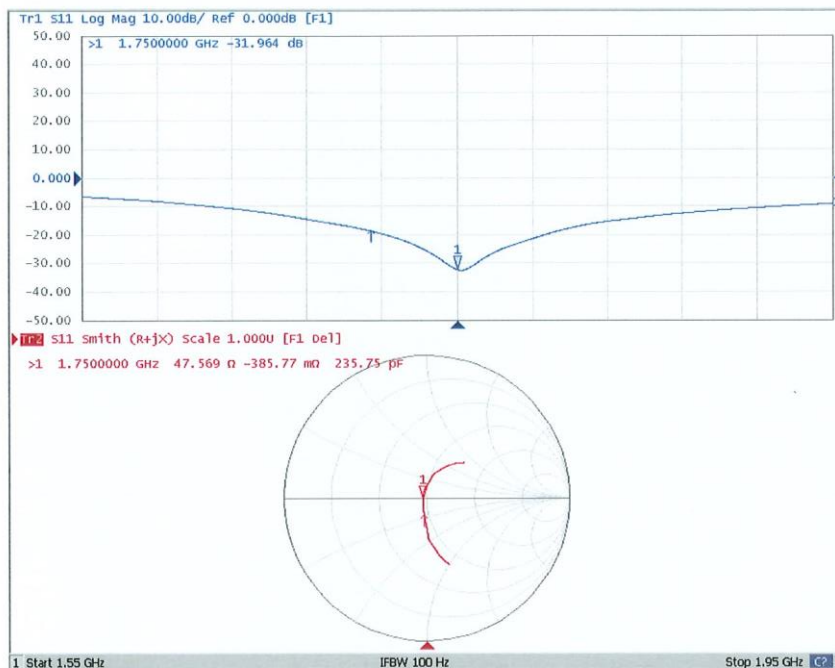 Tr1 S11 Log Mag 10.00dB/ Ref 0.000dB [F1]
50.00
>1 1.7500000 GHz -31.964 dB
40.00
30.00
20.00
10.00
0.000
-10.00
-20.00
1
-30.00
-40.00
-50.00
Tr2 S11 Smith (R+jX) Scale 1.000U [F1 Del]
>1 1.7500000 GHz 47.569 Ω -385.77 mΩ 235.75 pF
1
1 Start 1.55 GHz IFBW 100 Hz Stop 1.95 GHz C?